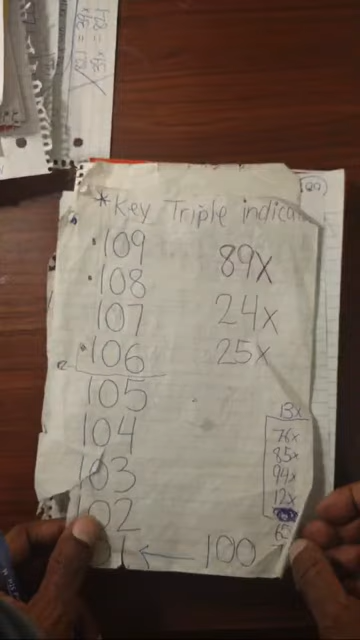 *Key Triple indica
109
108
107
106
105
104
103
102
89x
24x
25x
13x
76x
85x
94x
12x
← 100